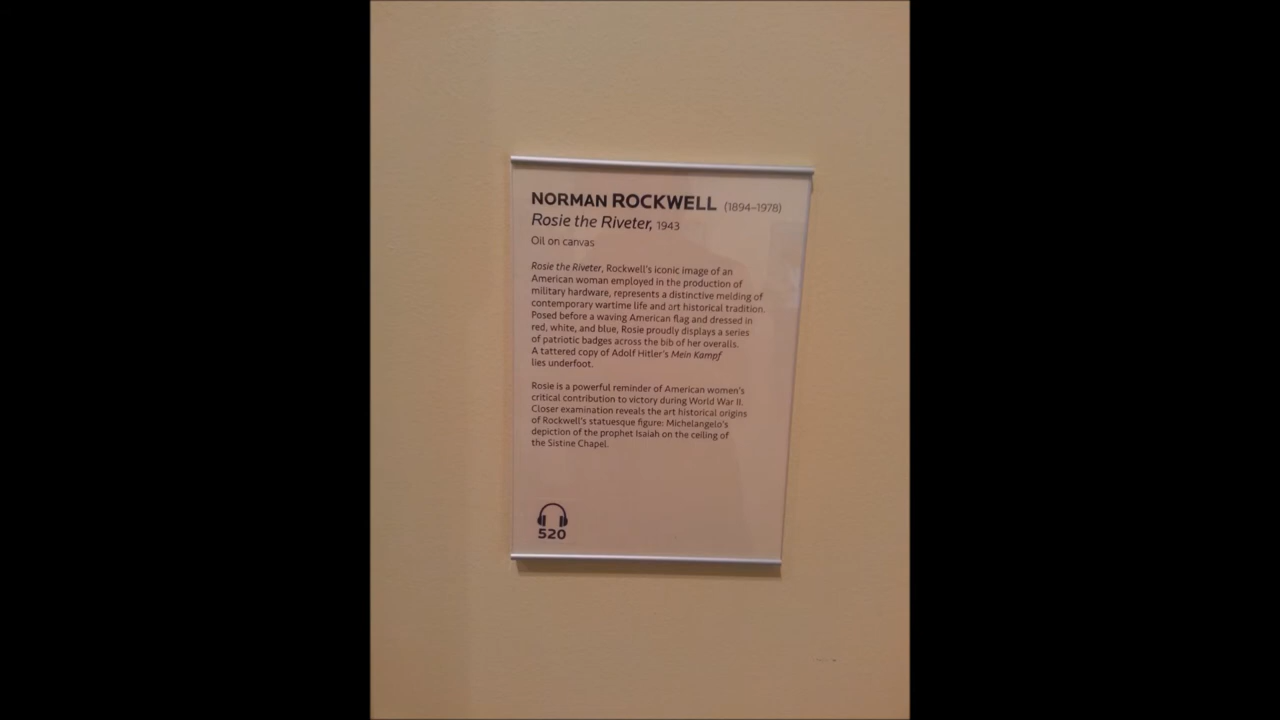 NORMAN ROCKWELL (1894–1978)
Rosie the Riveter, 1943
Oil on canvas
Rosie the Riveter, Rockwell's iconic image of an
American woman employed in the production of
military hardware, represents a distinctive melding of
contemporary wartime life and art historical tradition.
Posed before a waving American flag and dressed in
red, white, and blue, Rosie proudly displays a series
of patriotic badges across the bib of her overalls.
A tattered copy of Adolf Hitler's Mein Kampf
lies underfoot.
Rosie is a powerful reminder of American women's
critical contribution to victory during World War II.
Closer examination reveals the art historical origins
of Rockwell's statuesque figure: Michelangelo's
depiction of the prophet Isaiah on the ceiling of
the Sistine Chapel.
520